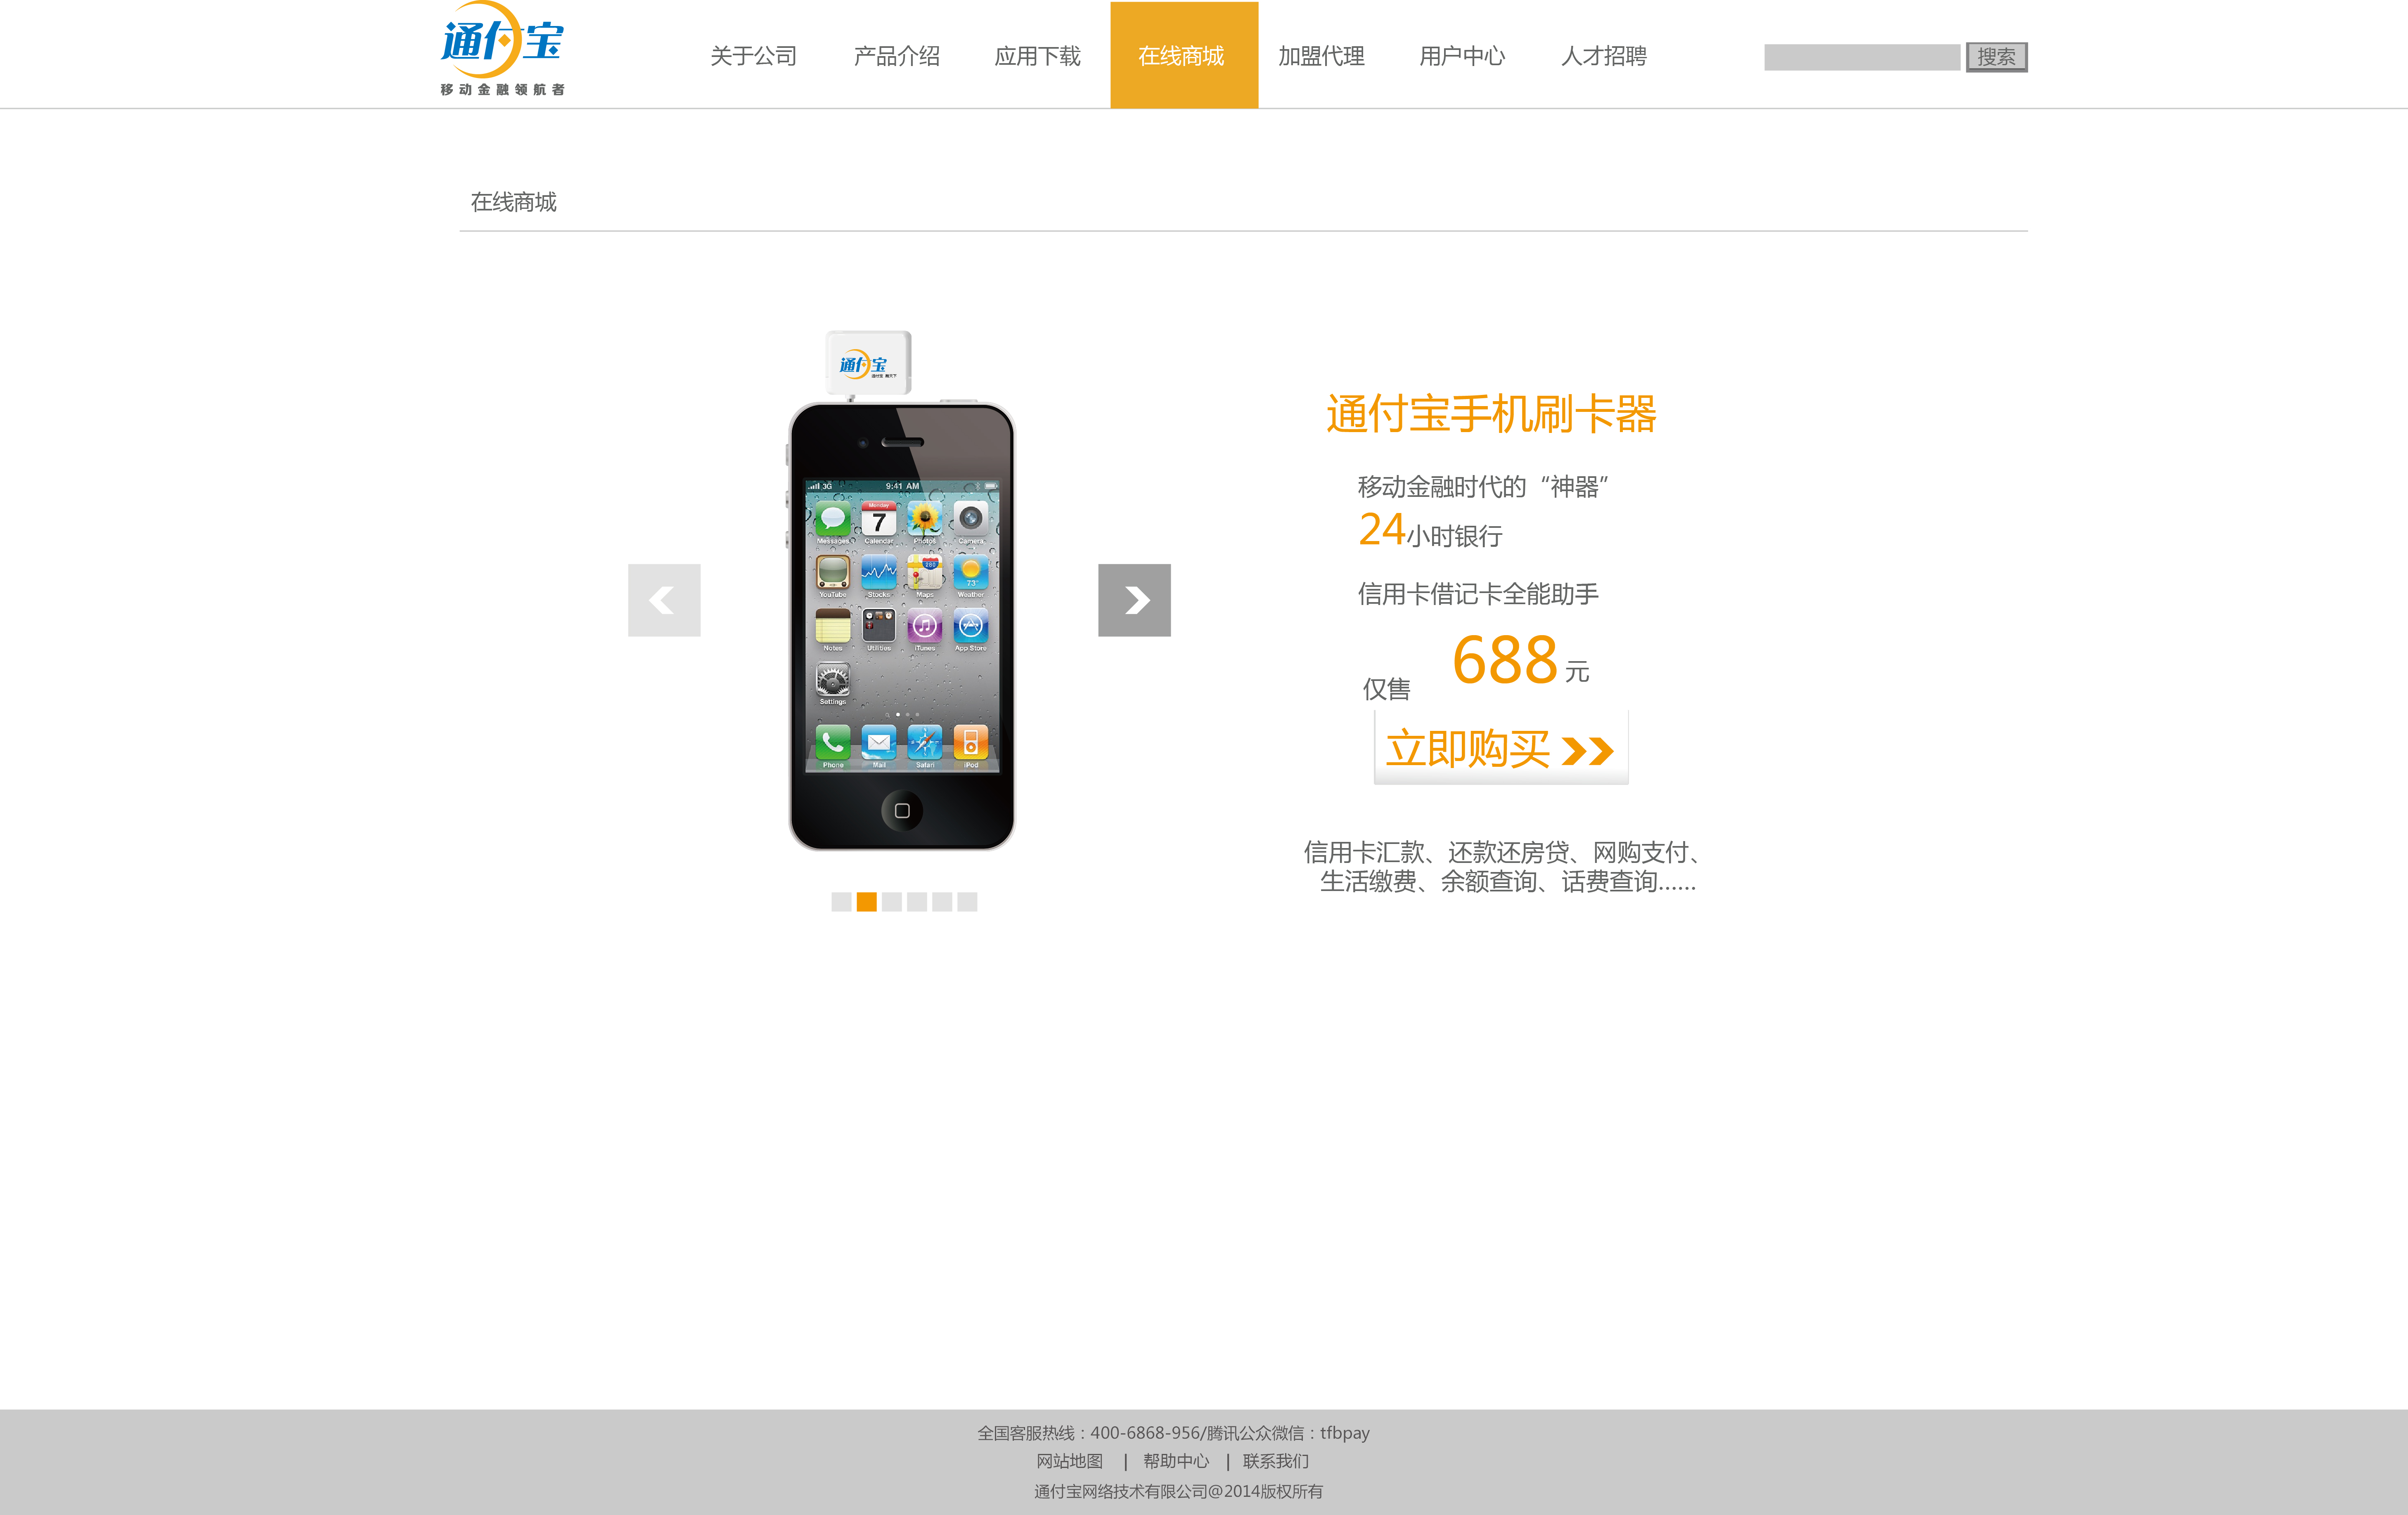 通付宝
移动金融领航者
关于公司 产品介绍 应用下载 在线商城 加盟代理 用户中心 人才招聘 搜索
在线商城
通付宝
3G 9:41 AM
Monday
7
Messages Calendar Photos Camera
280
73°
YouTube Stocks Maps Weather
Notes Utilities iTunes App Store
Settings
Phone Mail Safari iPod
通付宝手机刷卡器
移动金融时代的“神器”
24小时银行
信用卡借记卡全能助手
仅售 688元
立即购买
信用卡汇款、还款还房贷、网购支付、
生活缴费、余额查询、话费查询......
全国客服热线：400-6868-956/腾讯公众微信：tfbpay
网站地图 | 帮助中心 | 联系我们
通付宝网络技术有限公司@2014版权所有